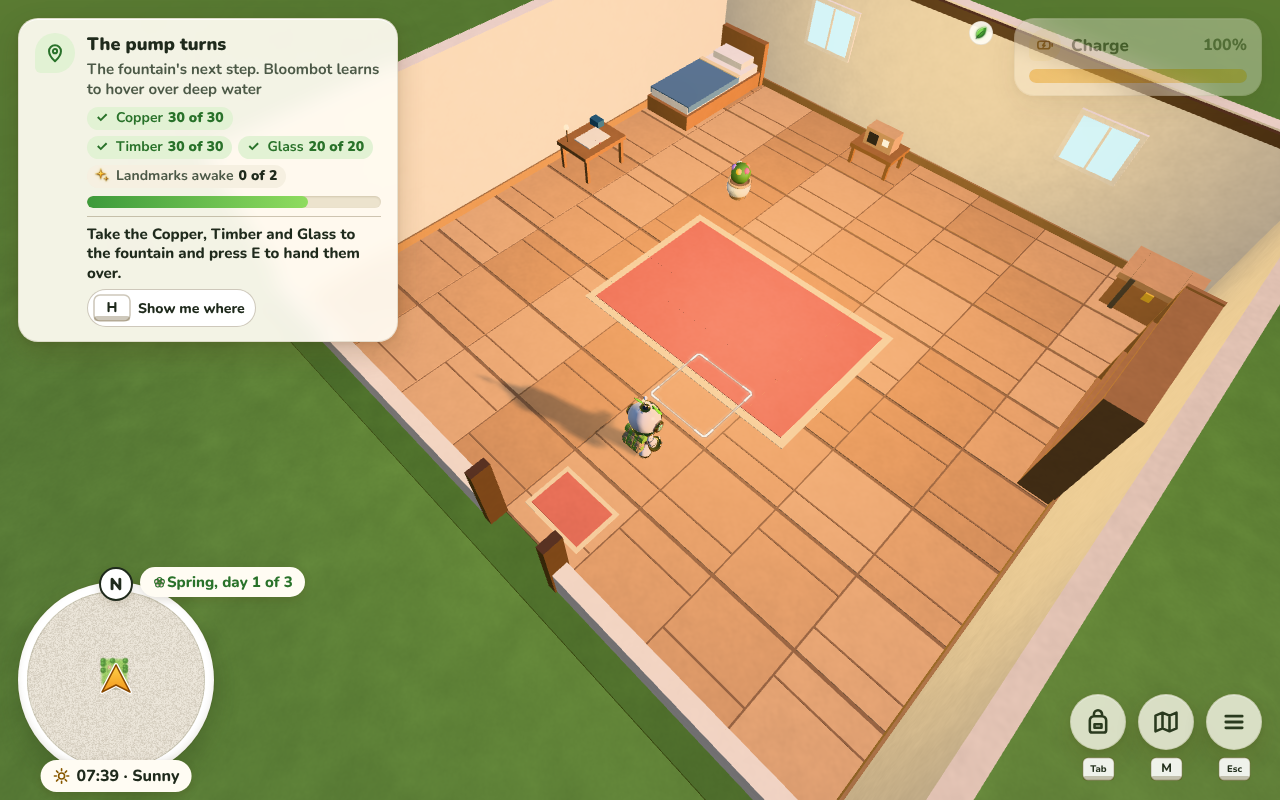 The pump turns
The fountain's next step. Bloombot learns
to hover over deep water
Copper 30 of 30
Timber 30 of 30 Glass 20 of 20
Landmarks awake 0 of 2
Take the Copper, Timber and Glass to
the fountain and press E to hand them
over.
H Show me where
Charge 100%
N Spring, day 1 of 3
07:39 · Sunny
Tab M Esc